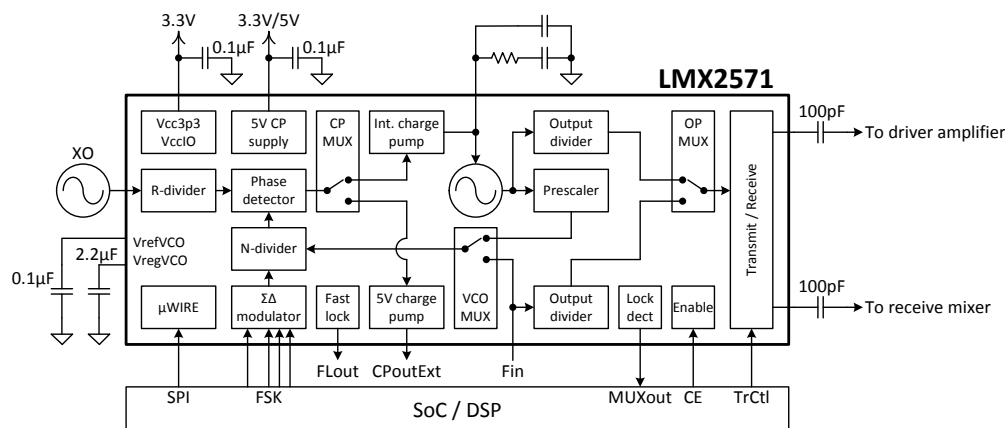 3.3V
3.3V/5V
0.1µF
0.1µF
LMX2571
XO
Vcc3p3
VccIO
5V CP
supply
CP
MUX
Int. charge
pump
Output
divider
OP
MUX
100pF
To driver amplifier
R-divider
Phase
detector
Prescaler
Transmit / Receive
N-divider
VrefVCO
VregVCO
0.1µF
2.2µF
µWIRE
ΣΔ
modulator
Fast
lock
5V charge
pump
VCO
MUX
Output
divider
Lock
dect
Enable
100pF
To receive mixer
FLout
CPoutExt
Fin
SPI
FSK
MUXout
CE
TrCtl
SoC / DSP